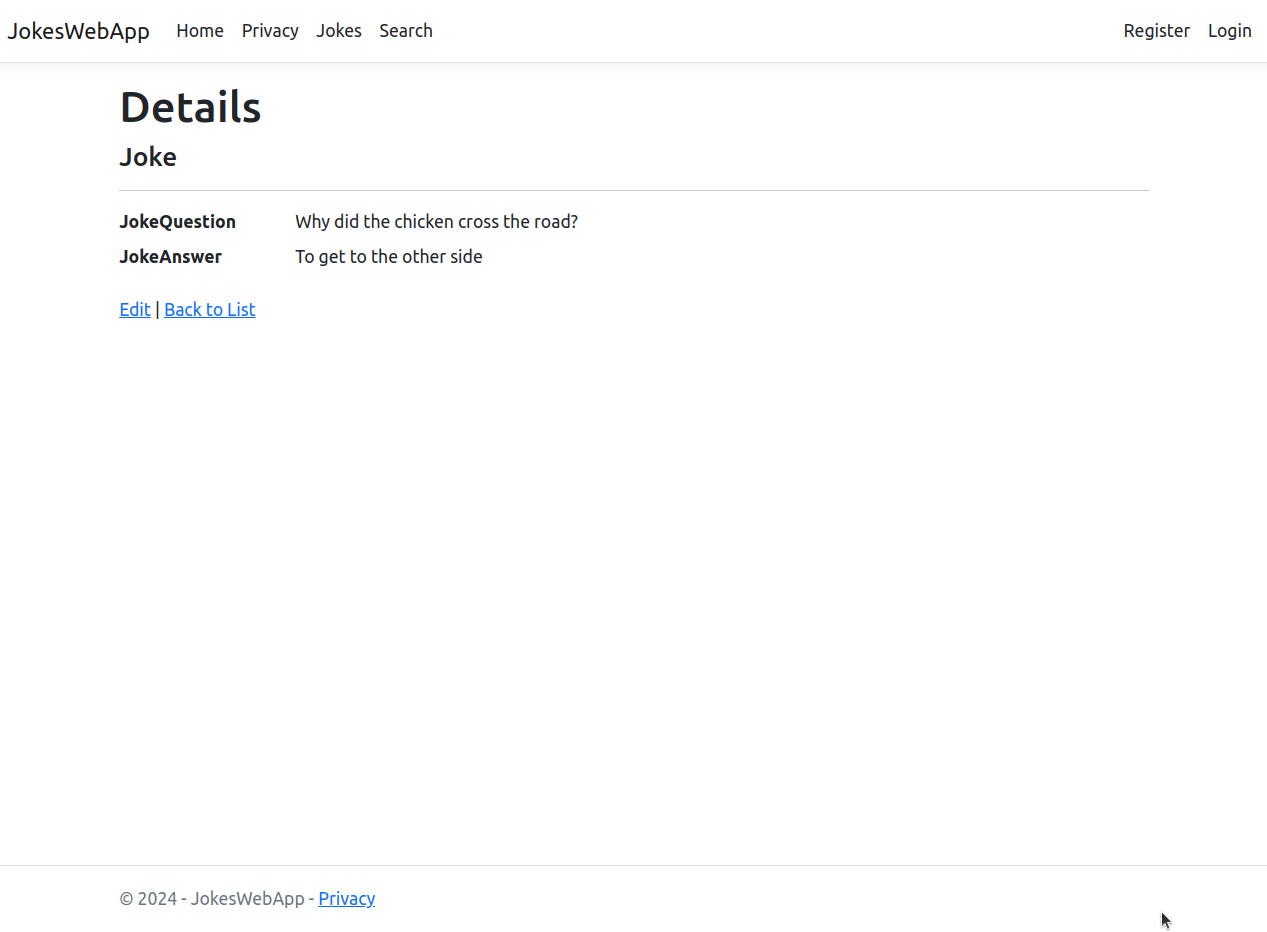 JokesWebApp Home Privacy Jokes Search Register Login
Details
Joke
JokeQuestion Why did the chicken cross the road?
JokeAnswer To get to the other side
Edit | Back to List
© 2024 - JokesWebApp - Privacy